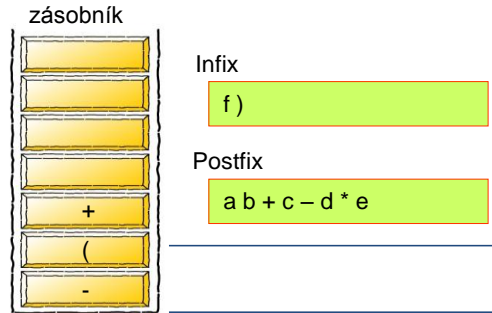 zásobník
Infix
f )
Postfix
a b + c – d * e
+
(
-